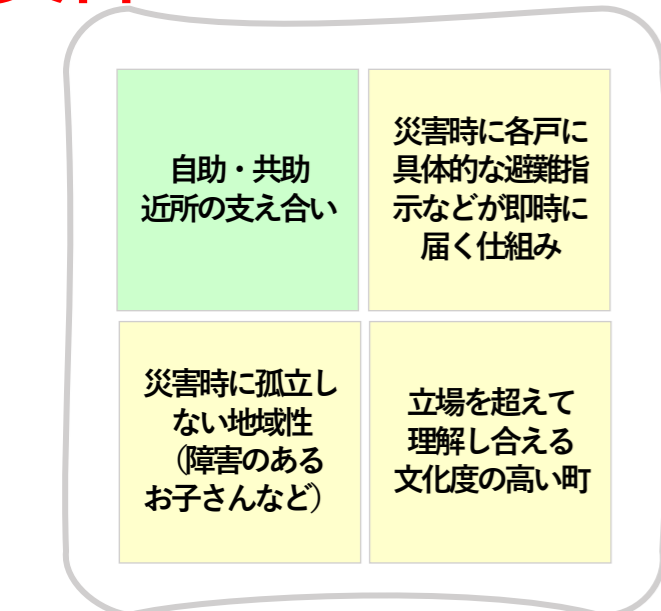 自助・共助
近所の支え合い
災害時に各戸に
具体的な避難指
示などが即時に
届く仕組み
災害時に孤立し
ない地域性
（障害のある
お子さんなど）
立場を超えて
理解し合える
文化度の高い町